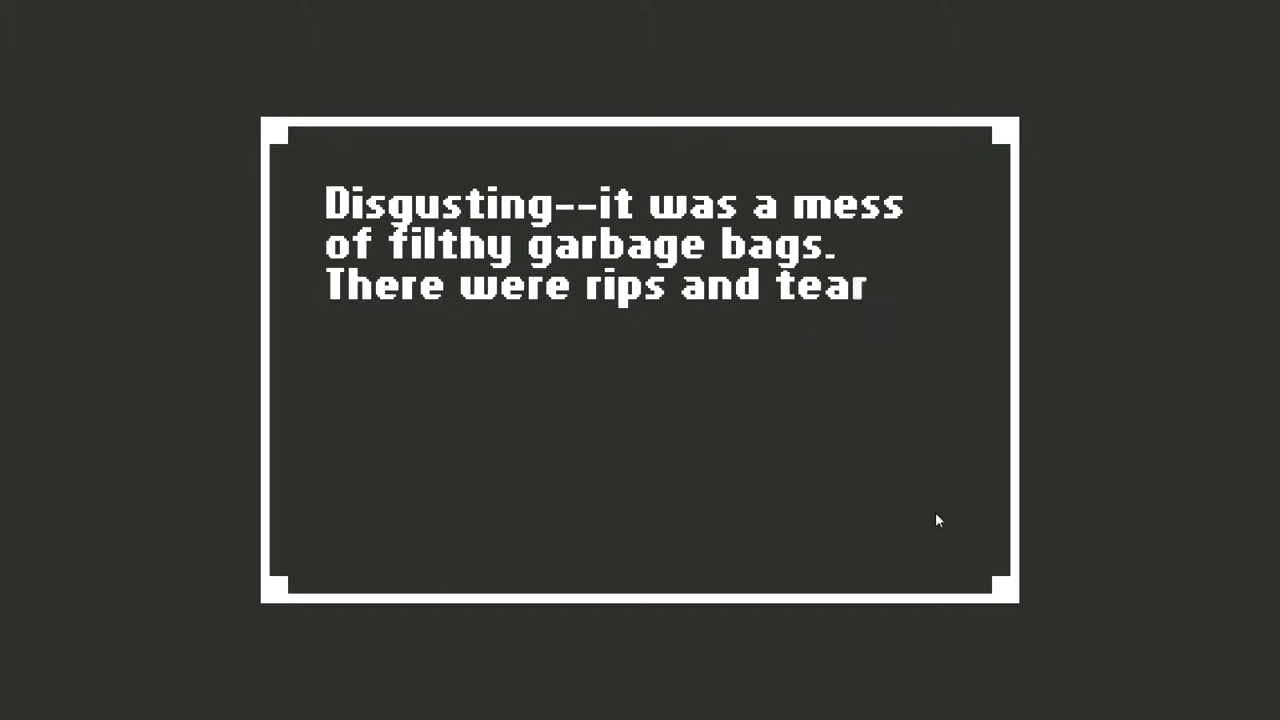 Disgusting--it was a mess
of filthy garbage bags.
There were rips and tear